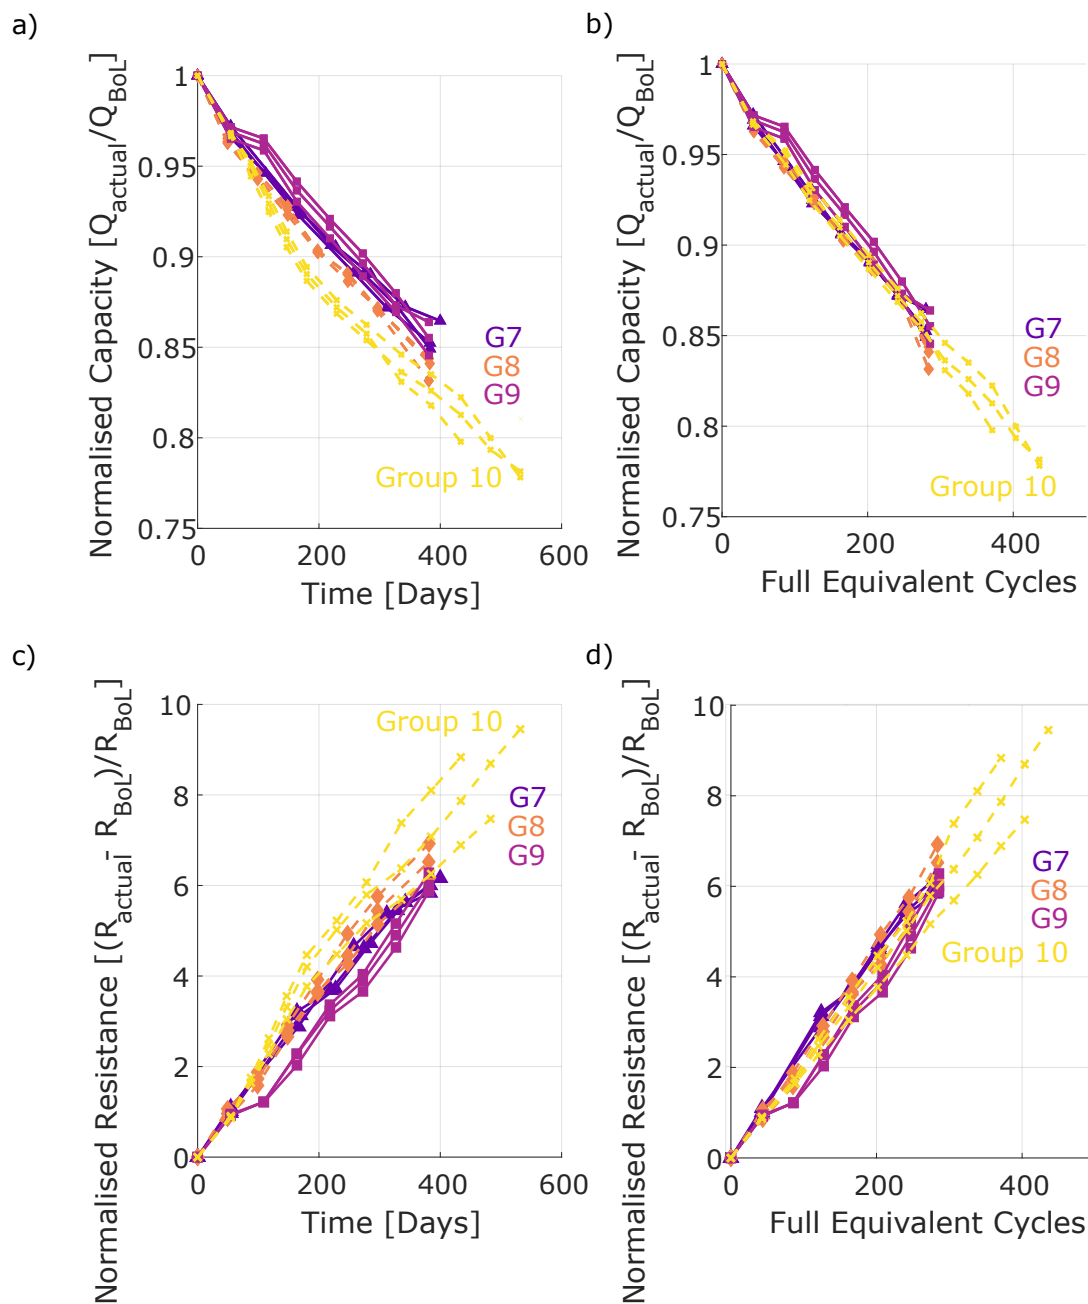 a)
Normalised Capacity [Q_actual/Q_BoL]
1
0.95
0.9
0.85
0.8
0.75
0
200
400
600
Time [Days]
G7
G8
G9
Group 10
b)
Normalised Capacity [Q_actual/Q_BoL]
1
0.95
0.9
0.85
0.8
0.75
0
200
400
Full Equivalent Cycles
G7
G8
G9
Group 10
c)
Normalised Resistance [(R_actual- R_BoL)/R_BoL]
10
8
6
4
2
0
0
200
400
600
Time [Days]
Group 10
G7
G8
G9
d)
Normalised Resistance [(R_actual- R_BoL)/R_BoL]
10
8
6
4
2
0
0
200
400
Full Equivalent Cycles
G7
G8
G9
Group 10